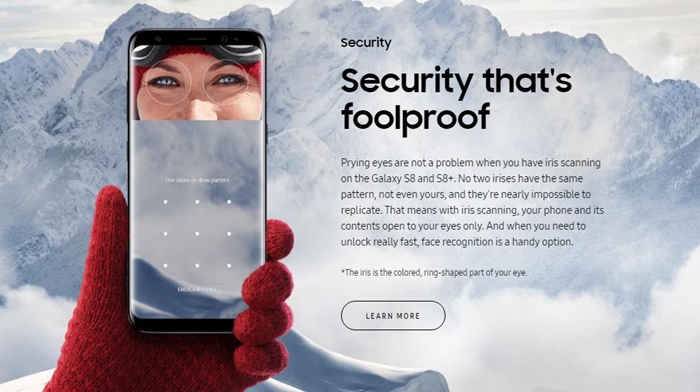 Security
Security that's
foolproof
Prying eyes are not a problem when you have iris scanning
on the Galaxy S8 and S8+. No two irises have the same
pattern, not even yours, and they're nearly impossible to
replicate. That means with iris scanning, your phone and its
contents open to your eyes only. And when you need to
unlock really fast, face recognition is a handy option.
*The iris is the colored, ring-shaped part of your eye.
LEARN MORE
Use irises or draw pattern
EMERGENCY CALL